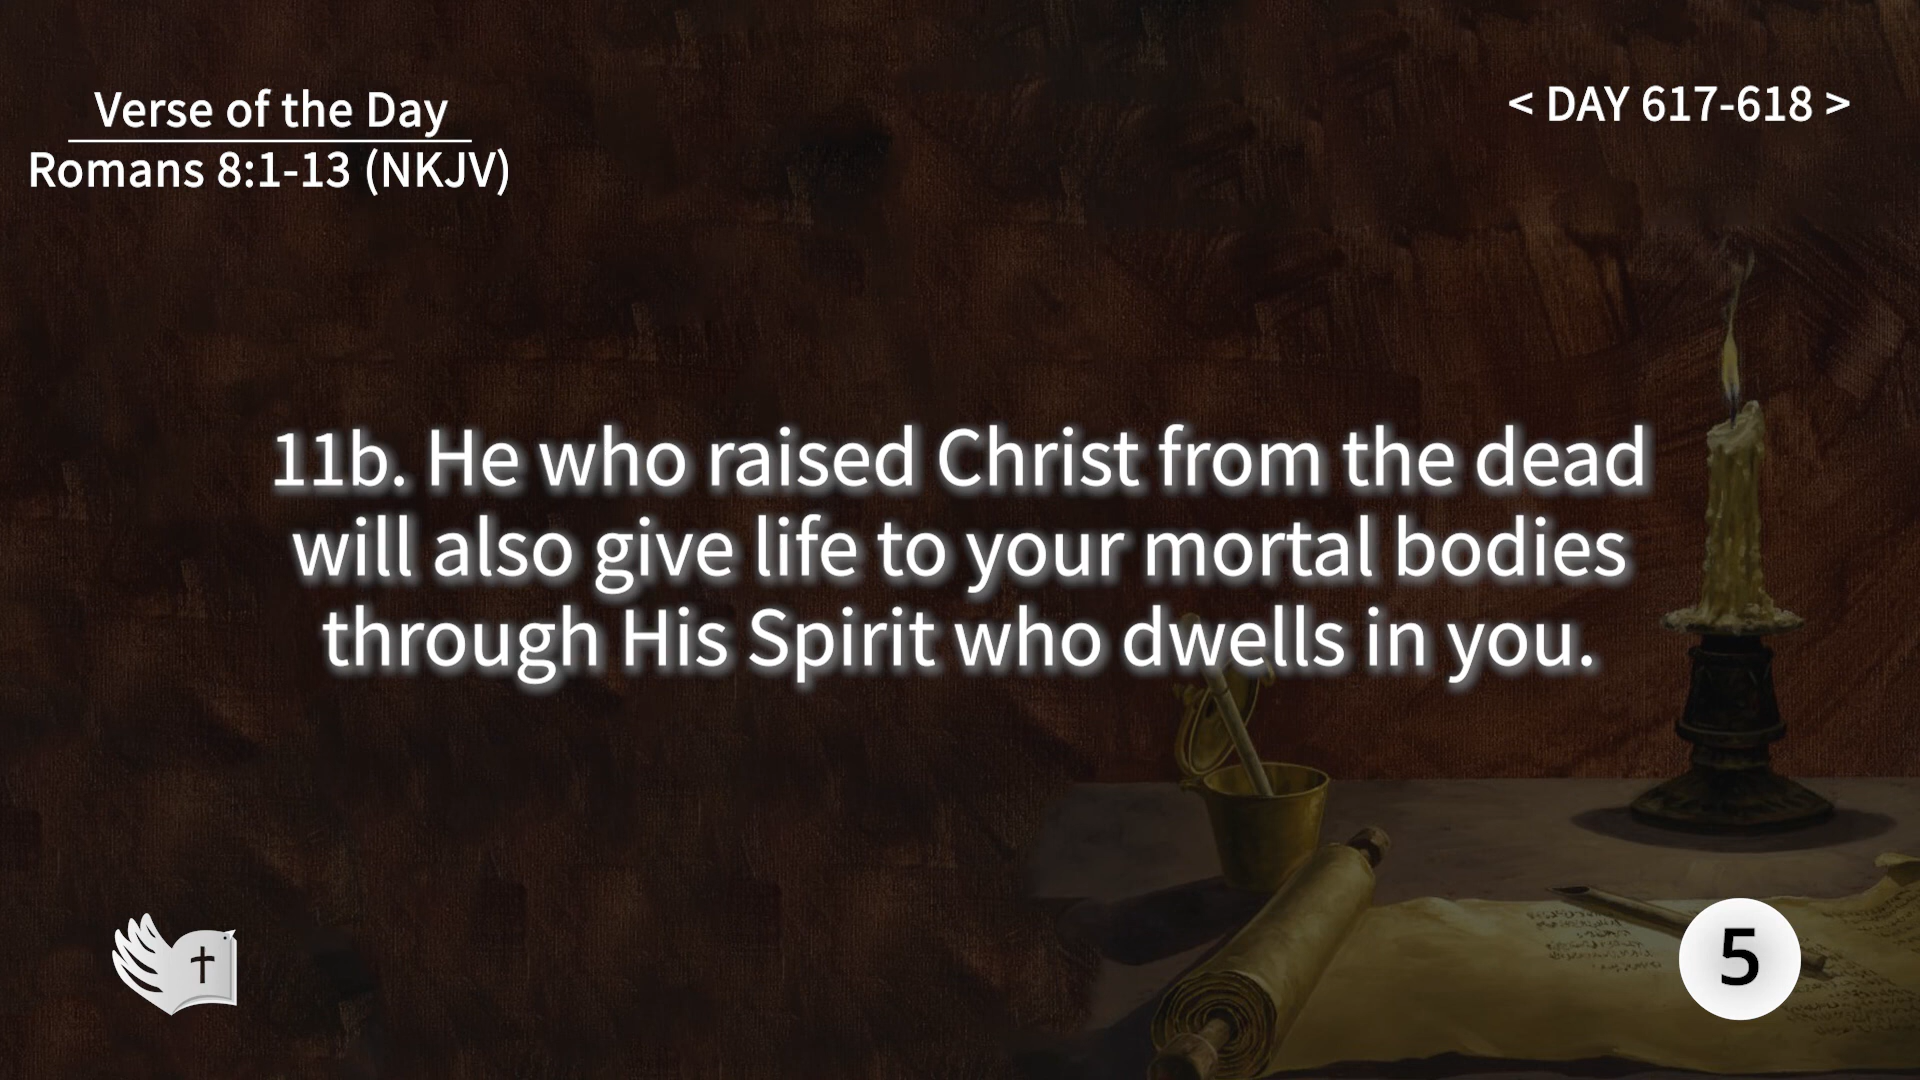 Verse of the Day
Romans 8:1-13 (NKJV)
< DAY 617-618 >
11b. He who raised Christ from the dead
will also give life to your mortal bodies
through His Spirit who dwells in you.
5